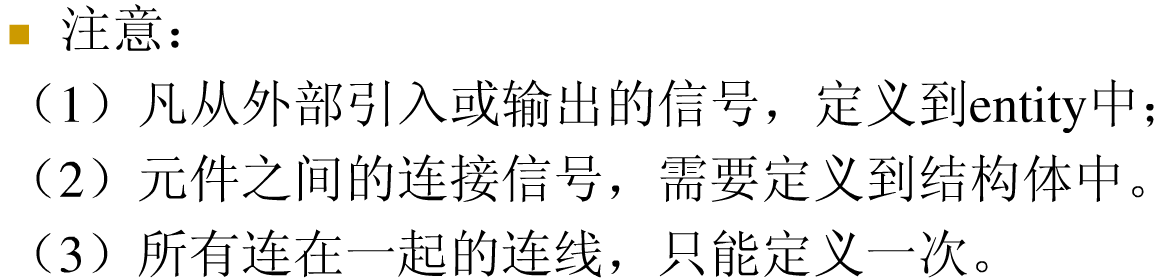 ■ 注意：
（1）凡从外部引入或输出的信号，定义到entity中；
（2）元件之间的连接信号，需要定义到结构体中。
（3）所有连在一起的连线，只能定义一次。